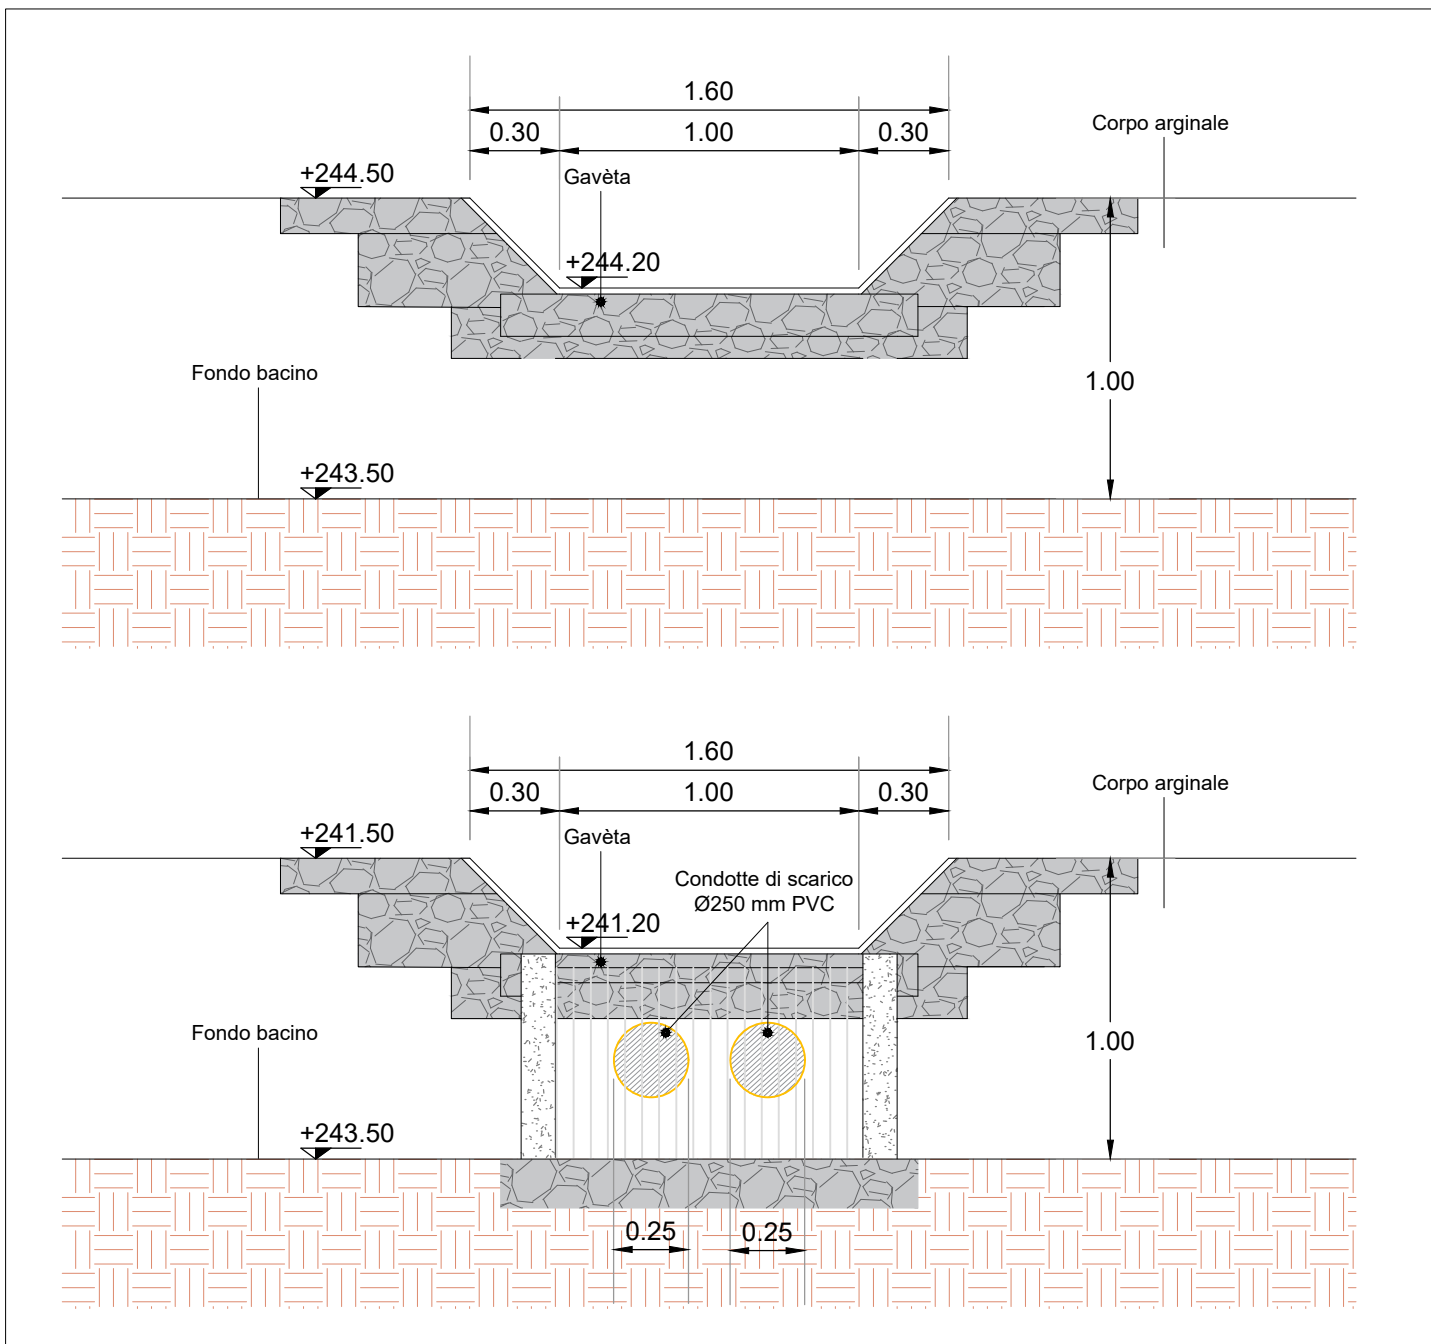 1.60
0.30 1.00 0.30
Corpo arginale
+244.50
Gavèta
+244.20
Fondo bacino
1.00
+243.50
1.60
0.30 1.00 0.30
Corpo arginale
+241.50
Gavèta
Condotte di scarico
Ø250 mm PVC
+241.20
Fondo bacino
1.00
+243.50
0.25 0.25